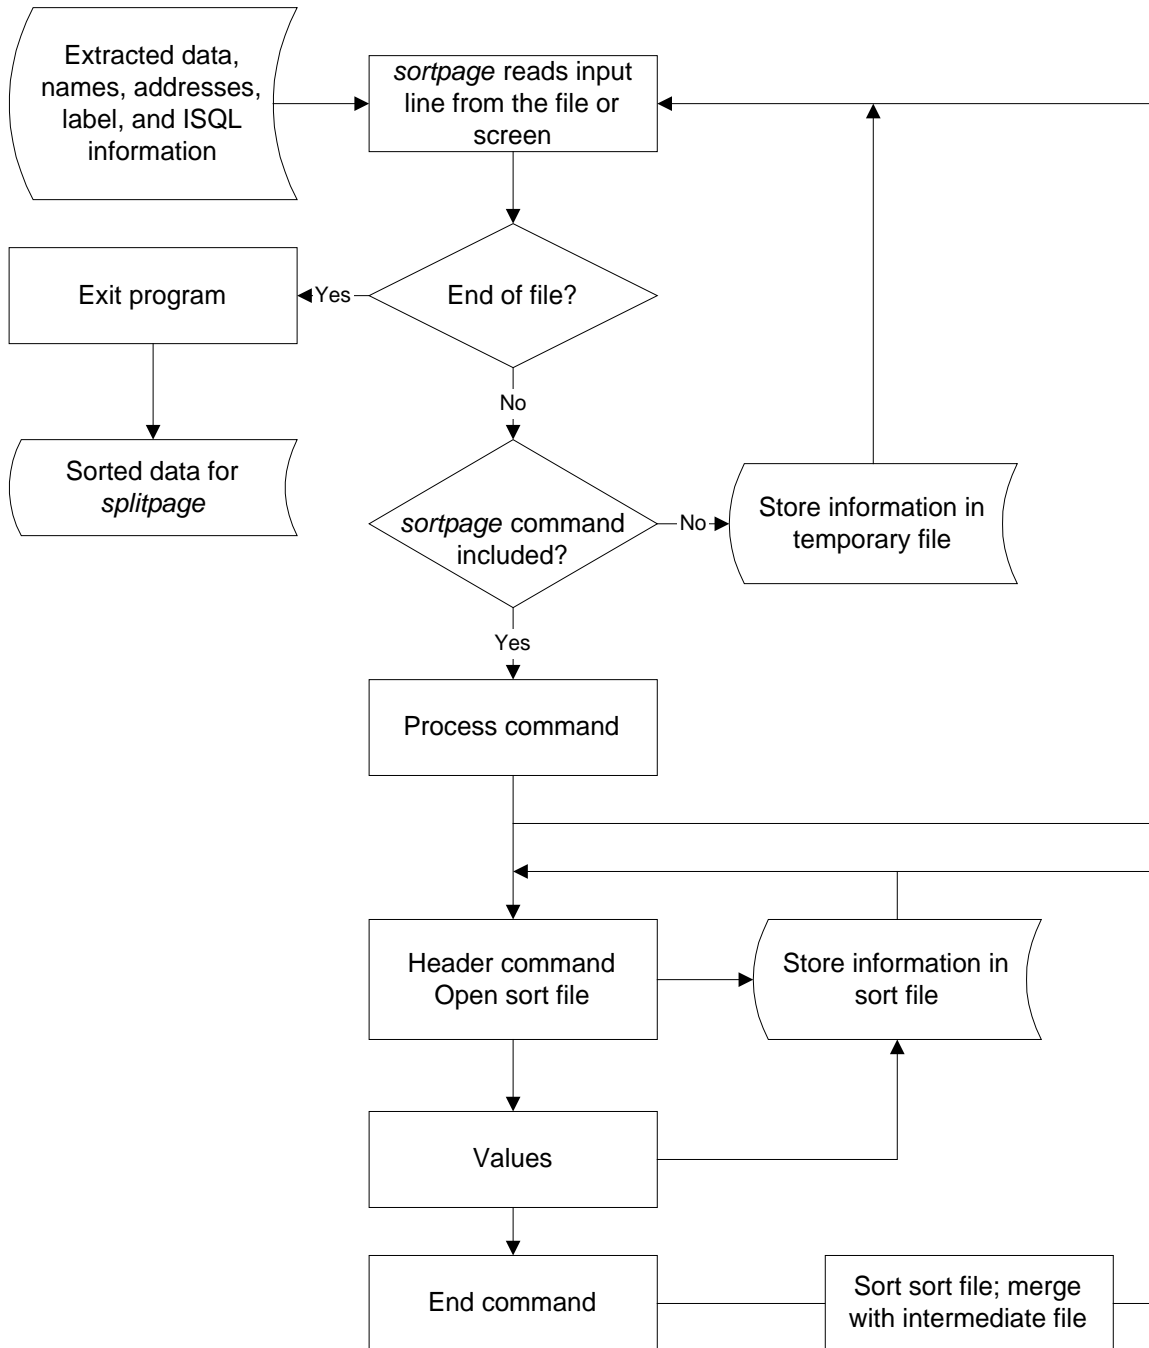 Extracted data,
names, addresses,
label, and ISQL
information
sortpage reads input
line from the file or
screen
Exit program
Yes
End of file?
No
Sorted data for
splitpage
sortpage command
included?
No
Store information in
temporary file
Yes
Process command
Header command
Open sort file
Store information in
sort file
Values
End command
Sort sort file; merge
with intermediate file